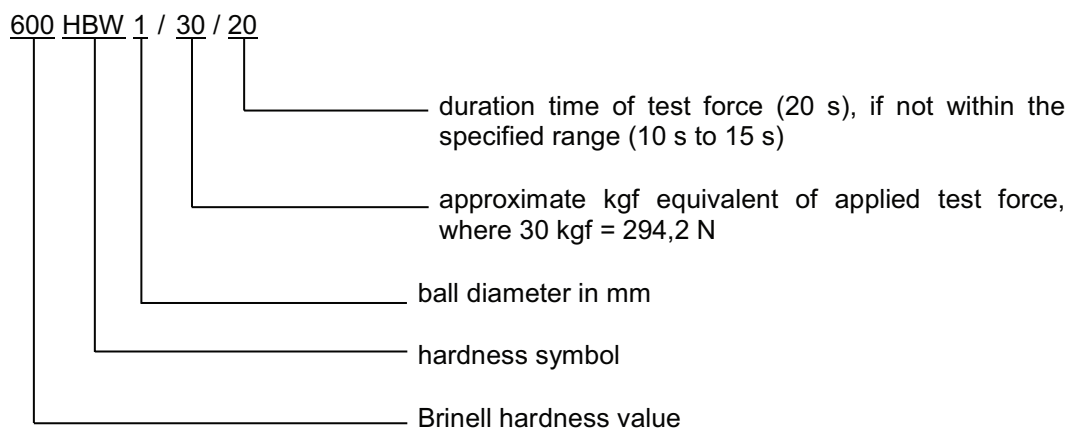 600 HBW 1 / 30 / 20
duration time of test force (20 s), if not within the
specified range (10 s to 15 s)
approximate kgf equivalent of applied test force,
where 30 kgf = 294,2 N
ball diameter in mm
hardness symbol
Brinell hardness value